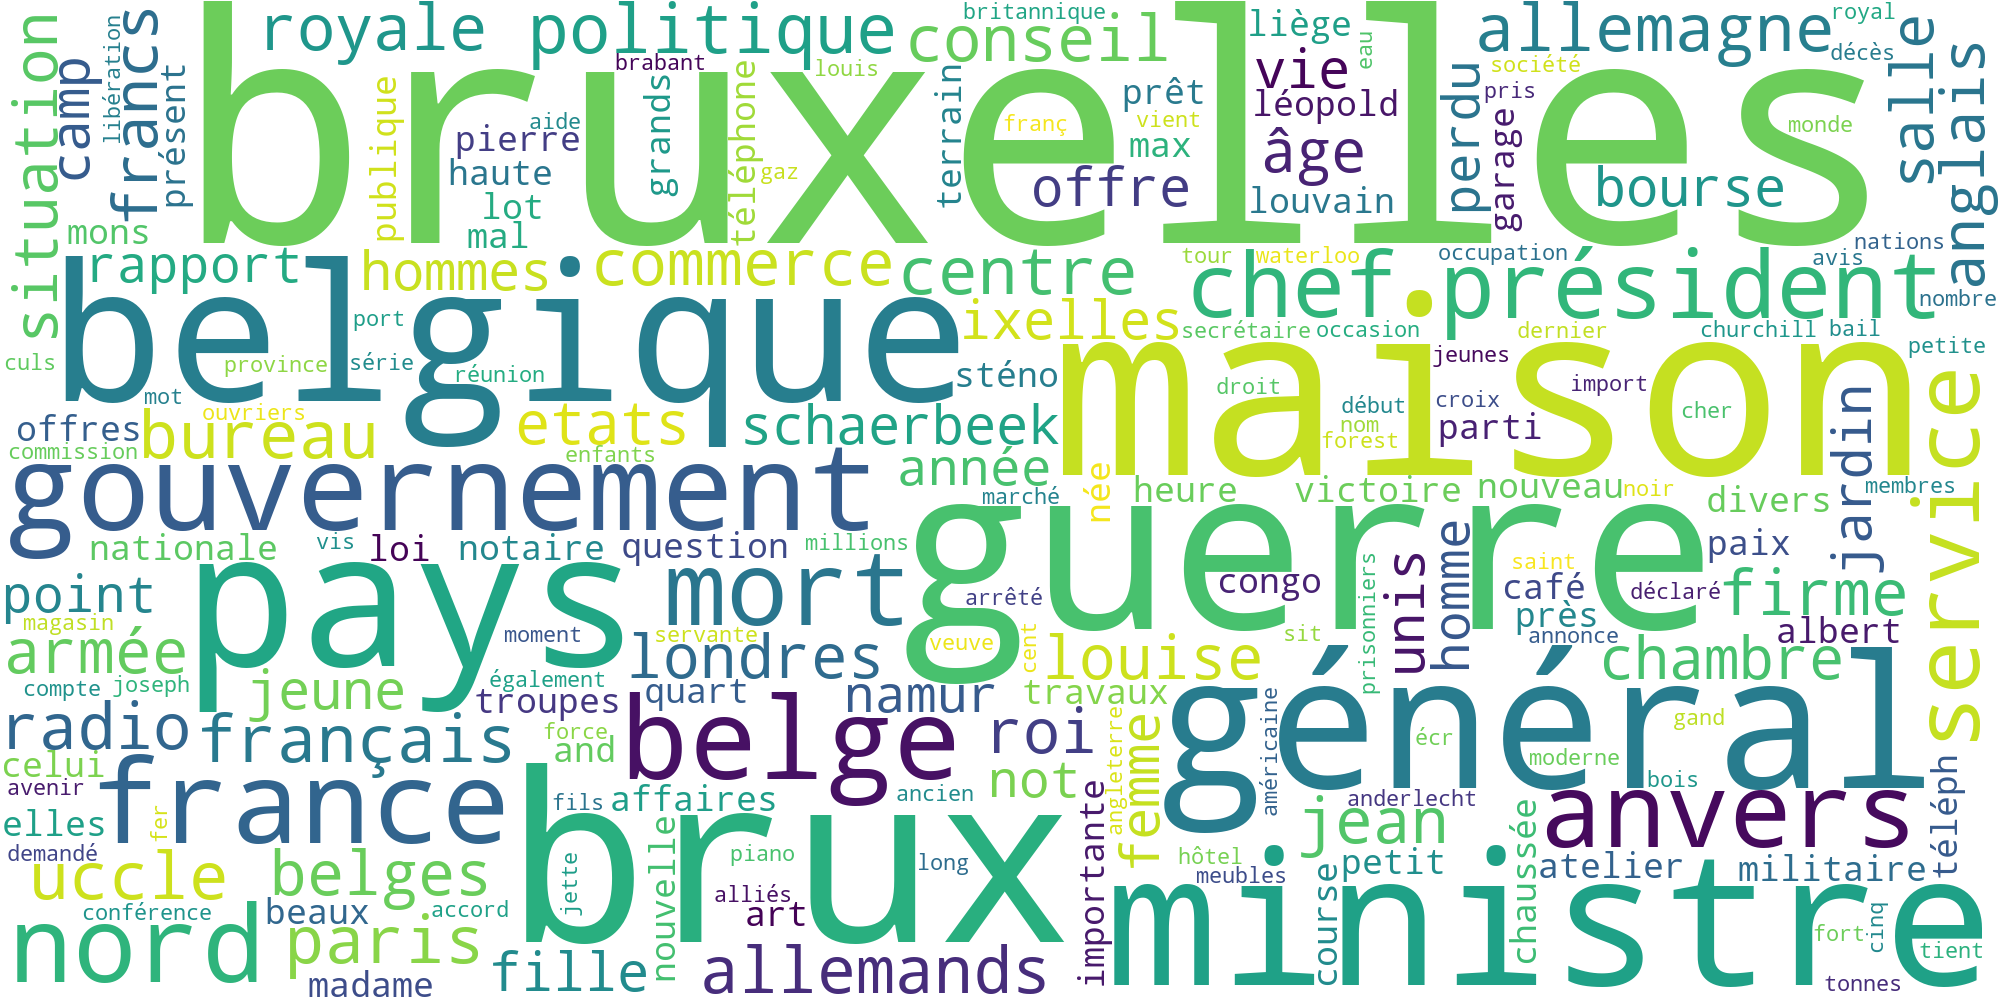 bruxelles
belgique
maison
guerre
pays
gouvernement
brux
général
ministre
belge
france
mort
anvers
nord
chef
président
service
royale
politique
conseil
allemagne
liège
vie
léopold
âge
louvain
britannique
royal
décès
société
pris
salle
anglais
situation
libération
camp
francs
présent
brabant
louis
eau
perdu
garage
monde
bourse
publique
pierre
aide
haute
grands
téléphone
gaz
lot
mal
terrain
franç
prêt
vient
max
offre
mons
rapport
hommes
commerce
centre
tour
waterloo
occupation
avis
nations
nombre
port
ixelles
secrétaire
occasion
dernier
churchill
bail
petite
culs
province
série
réunion
sténo
jeunes
droit
import
mot
ouvriers
etats
schaerbeek
début
nom
croix
cher
forest
parti
jardin
offres
bureau
commission
enfants
année
marché
née
heure
victoire
nouveau
noir
divers
membres
nationale
vis
loi
notaire
question
millions
homme
paix
point
magasin
armée
compte
joseph
moment
servante
arrêté
veuve
cent
congo
sit
prisonniers
unis
saint
café
près
déclaré
annonce
firme
albert
chambre
jeune
également
troupes
londres
quart
namur
louise
travaux
radio
français
celui
avenir
force
and
roi
not
angleterre
femme
américaine
écr
gand
moderne
bois
téléph
elles
fer
fils
affaires
ancien
importante
anderlecht
jean
chaussée
demandé
uccle
belges
jette
nouvelle
piano
long
hôtel
meubles
petit
atelier
militaire
conférence
beaux
accord
alliés
art
course
cinq
fort
tient
paris
madame
fille
allemands
tonnes